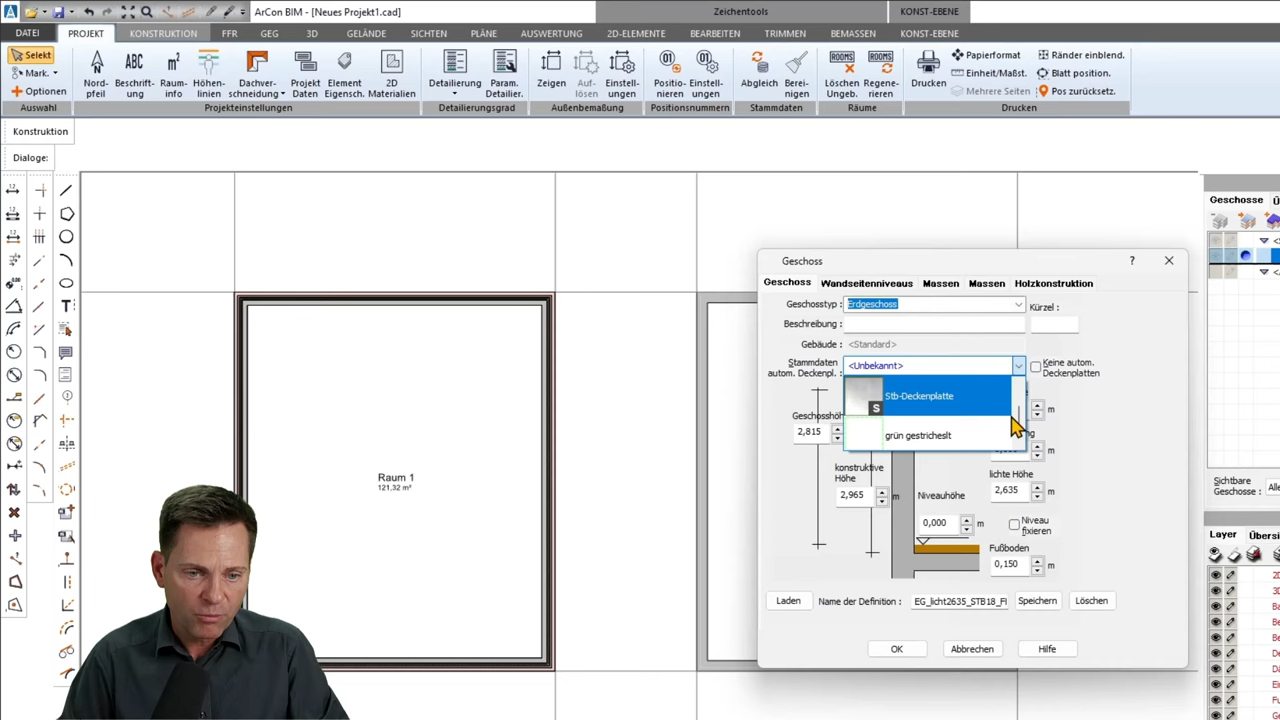 ArCon BIM - [Neues Projekt1.cad]
Zeichentools
KONST-EBENE
DATEI
PROJEKT
KONSTRUKTION
FFR
GEG
3D
GELÄNDE
SICHTEN
PLÄNE
AUSWERTUNG
2D-ELEMENTE
BEARBEITEN
TRIMMEN
BEMASSEN
KONST-EBENE
Selekt
Mark.
Optionen
Nord-
pfeil
Beschrift-
ung
Raum-
info
Höhen-
linien
Dachver-
schneidung
Projekt
Daten
Element
Eigensch.
2D
Materialien
Detailierung
Param.
Detailier.
Zeigen
Auf-
lösen
Einstell-
ungen
Positio-
nieren
Einstell-
ungen
Abgleich
Berei-
nigen
Löschen
Ungeb.
Regene-
rieren
Drucken
Papierformat
Einheit/Maßst.
Mehrere Seiten
Ränder einblend.
Blatt position.
Pos zurücksetz.
Auswahl
Projekteinstellungen
Detailierungsgrad
Außenbemaßung
Positionsnummern
Stammdaten
Räume
Drucken
Konstruktion
Dialoge:
Raum 1
121,32 m²
Geschoss
Geschoss
Wandseitenniveaus
Massen
Massen
Holzkonstruktion
Geschosstyp :
Erdgeschoss
Kürzel :
Beschreibung :
Gebäude :
<Standard>
Stammdaten
autom. Deckenpl. :
<Unbekannt>
Keine autom.
Deckenplatten
Stb-Deckenplatte
grün gestricheslt
2,815
m
m
konstruktive
Höhe
2,965
m
lichte Höhe
2,635
m
Niveauhöhe
0,000
m
Niveau
fixieren
Fußboden
0,150
m
Laden
Name der Definition :
EG_licht2635_STB18_Fl
Speichern
Löschen
OK
Abbrechen
Hilfe
Geschosse
Sichtbare
Geschosse :
Layer